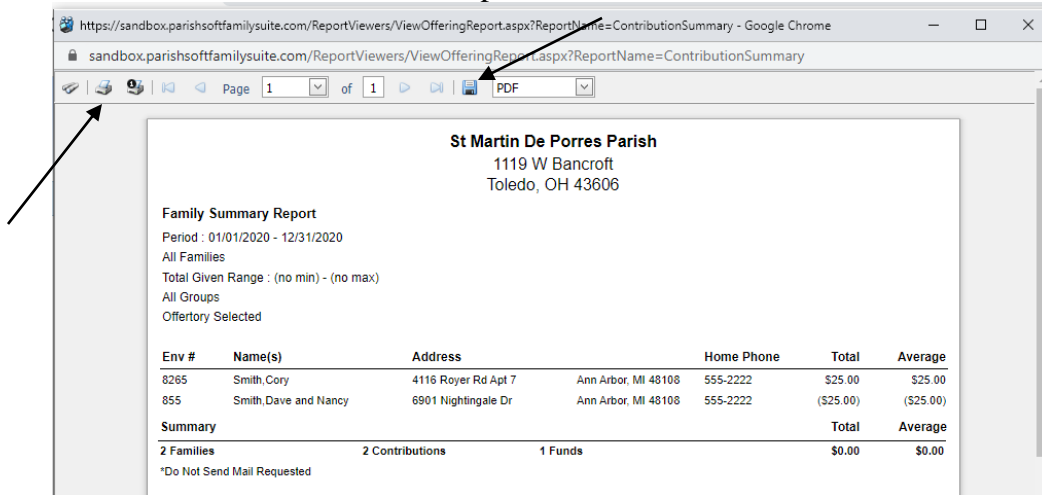 https://sandbox.parishsoftfamilysuite.com/ReportViewers/ViewOfferingReport.aspx?ReportName=ContributionSummary - Google Chrome
sandbox.parishsoftfamilysuite.com/ReportViewers/ViewOfferingReport.aspx?ReportName=ContributionSummary
Page 1 of 1 PDF
St Martin De Porres Parish
1119 W Bancroft
Toledo, OH 43606
Family Summary Report
Period : 01/01/2020 - 12/31/2020
All Families
Total Given Range : (no min) - (no max)
All Groups
Offertory Selected
Env # Name(s) Address Home Phone Total Average
8265 Smith,Cory 4116 Royer Rd Apt 7 Ann Arbor, MI 48108 555-2222 $25.00 $25.00
855 Smith,Dave and Nancy 6901 Nightingale Dr Ann Arbor, MI 48108 555-2222 ($25.00) ($25.00)
Summary Total Average
2 Families 2 Contributions 1 Funds $0.00 $0.00
*Do Not Send Mail Requested